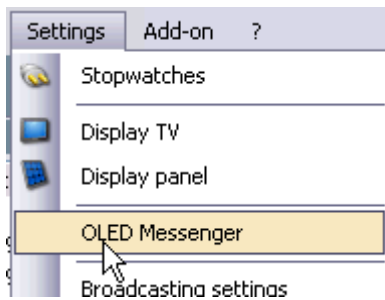 Settings Add-on ?
Stopwatches
Display TV
Display panel
OLED Messenger
Broadcasting settings